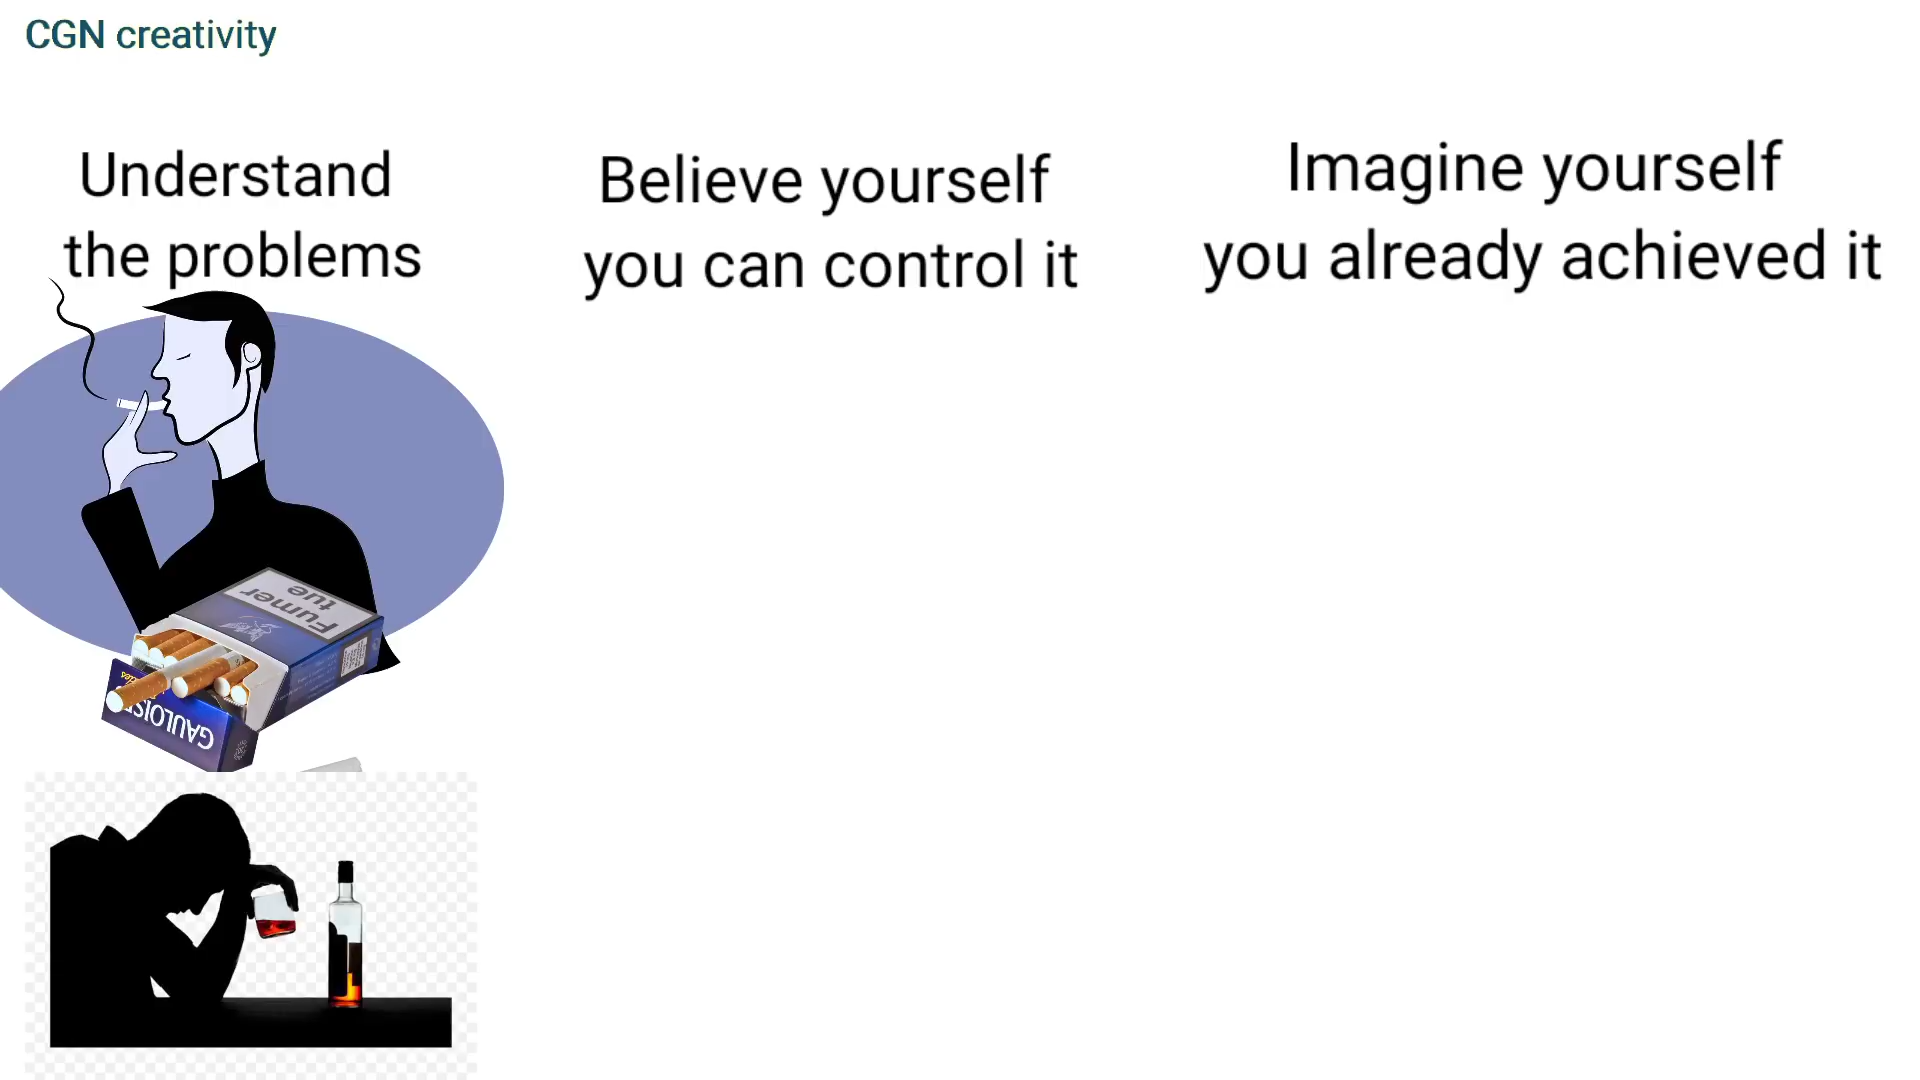 CGN creativity
Understand
the problems
Believe yourself
you can control it
Imagine yourself
you already achieved it
Fumer
tue